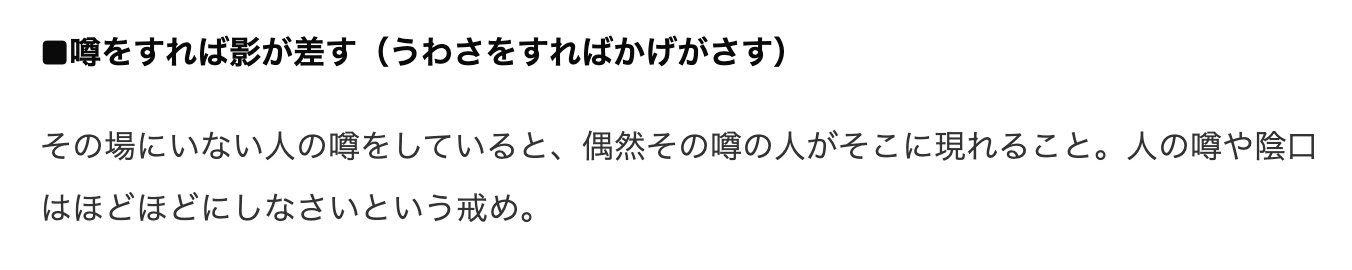 ■噂をすれば影が差す（うわさをすればかげがさす）
その場にいない人の噂をしていると、偶然その噂の人がそこに現れること。人の噂や陰口
はほどほどにしなさいという戒め。